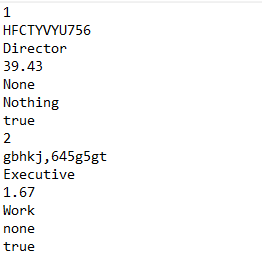 1
HFCTYVYU756
Director
39.43
None
Nothing
true
2
gbhkj,645g5gt
Executive
1.67
Work
none
true